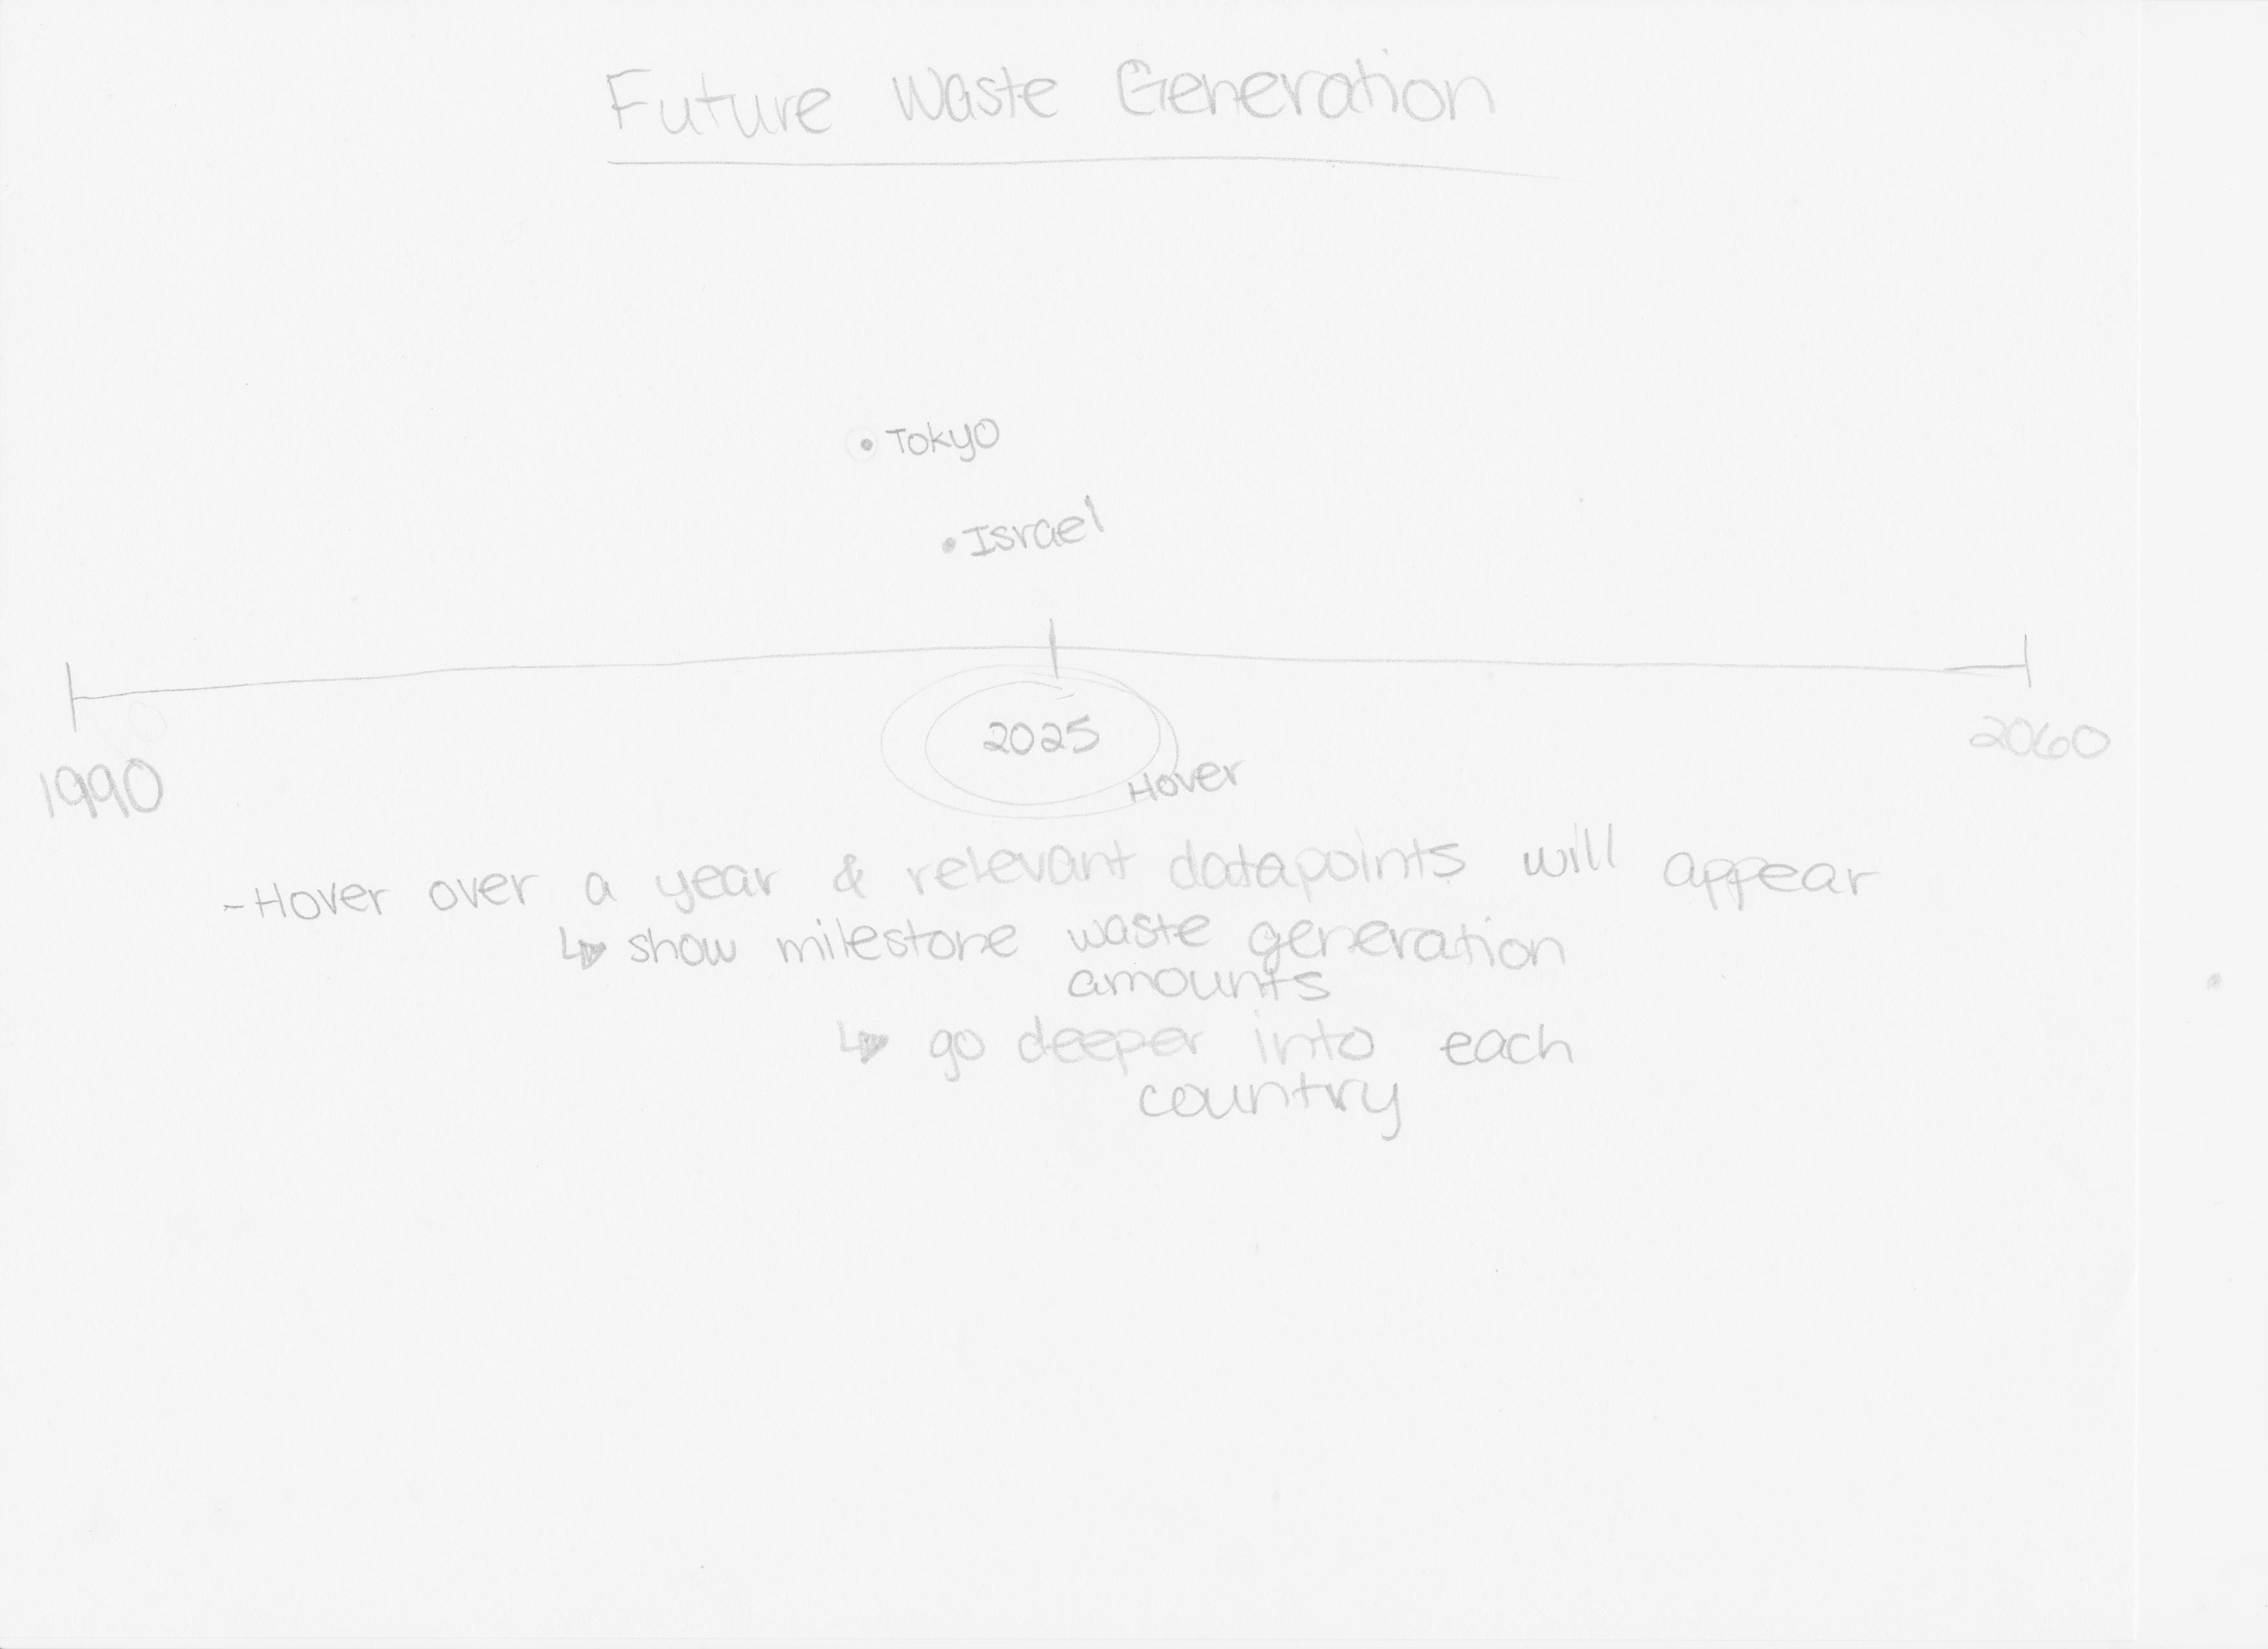 Future Waste Generation
• Tokyo
• Israel
1990
2025
2060
Hover
- Hover over a year & relevant datapoints will appear
↳ show milestone waste generation
amounts
↳ go deeper into each
country